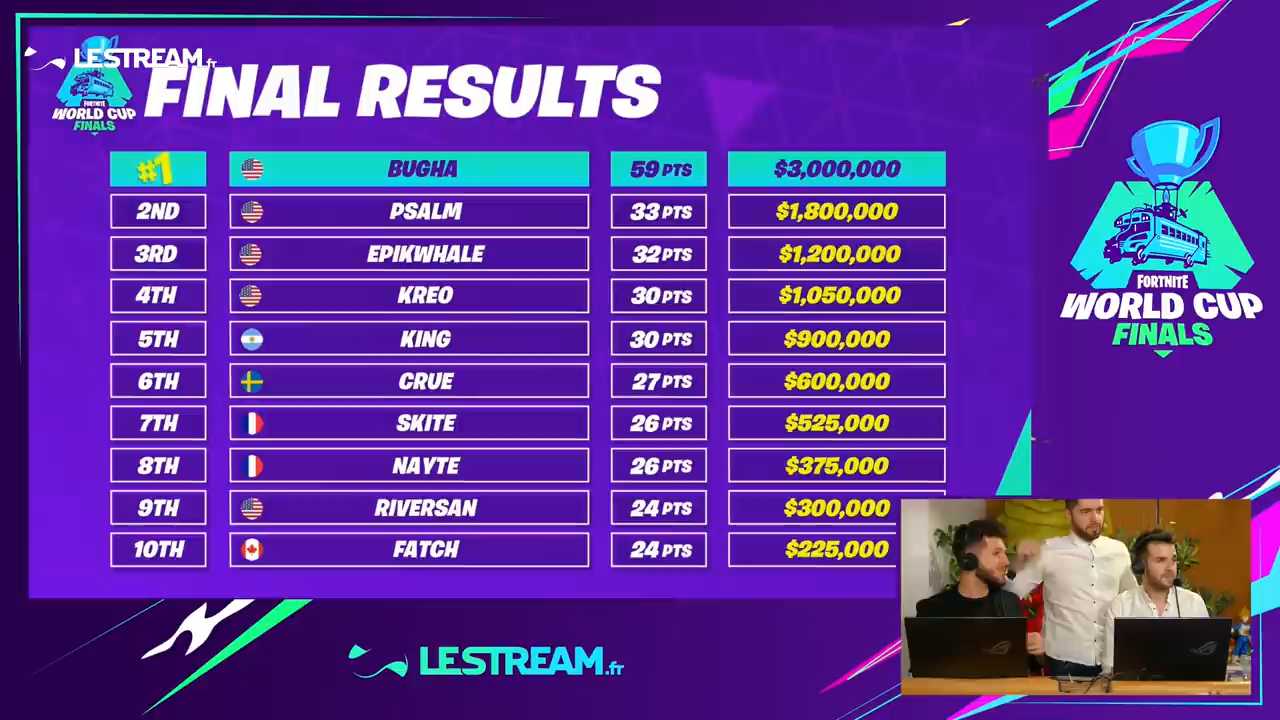 LESTREAM.fr
FINAL RESULTS
FORTNITE
WORLD CUP
FINALS
#1 BUGHA 59 PTS $3,000,000
2ND PSALM 33 PTS $1,800,000
3RD EPIKWHALE 32 PTS $1,200,000
4TH KREO 30 PTS $1,050,000
5TH KING 30 PTS $900,000
6TH CRUE 27 PTS $600,000
7TH SKITE 26 PTS $525,000
8TH NAYTE 26 PTS $375,000
9TH RIVERSAN 24 PTS $300,000
10TH FATCH 24 PTS $225,000
FORTNITE
WORLD CUP
FINALS
LESTREAM.fr